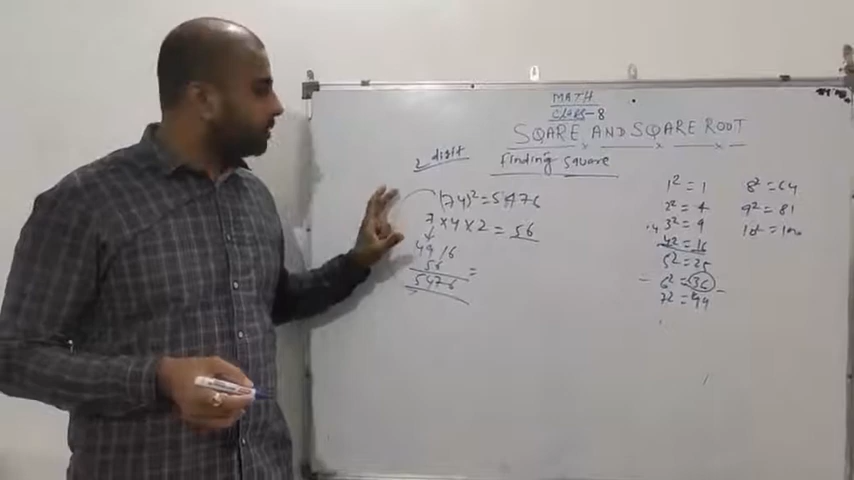 MATH
CLASS-8
SQARE AND SQARE ROOT
2 digit
finding square
(74)² = 5476
7 x 4 x 2 = 56
49 / 6
56 =
5476
1² = 1
2² = 4
3² = 9
4² = 16
5² = 25
6² = 36
7² = 49
8² = 64
9² = 81
10² = 100